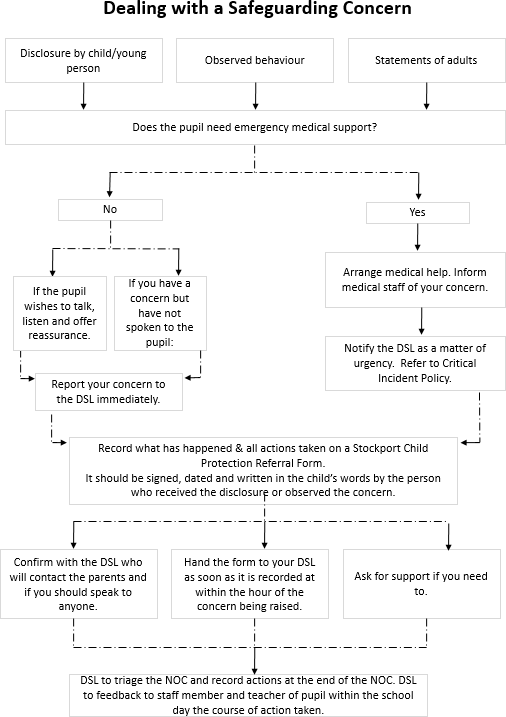 Dealing with a Safeguarding Concern
Disclosure by child/young
person
Observed behaviour
Statements of adults
Does the pupil need emergency medical support?
No
Yes
If the pupil
wishes to talk,
listen and offer
reassurance.
If you have a
concern but
have not
spoken to the
pupil:
Arrange medical help. Inform
medical staff of your concern.
Report your concern to
the DSL immediately.
Notify the DSL as a matter of
urgency. Refer to Critical
Incident Policy.
Record what has happened & all actions taken on a Stockport Child
Protection Referral Form.
It should be signed, dated and written in the child’s words by the person
who received the disclosure or observed the concern.
Confirm with the DSL who
will contact the parents and
if you should speak to
anyone.
Hand the form to your DSL
as soon as it is recorded at
within the hour of the
concern being raised.
Ask for support if you need
to.
DSL to triage the NOC and record actions at the end of the NOC. DSL
to feedback to staff member and teacher of pupil within the school
day the course of action taken.